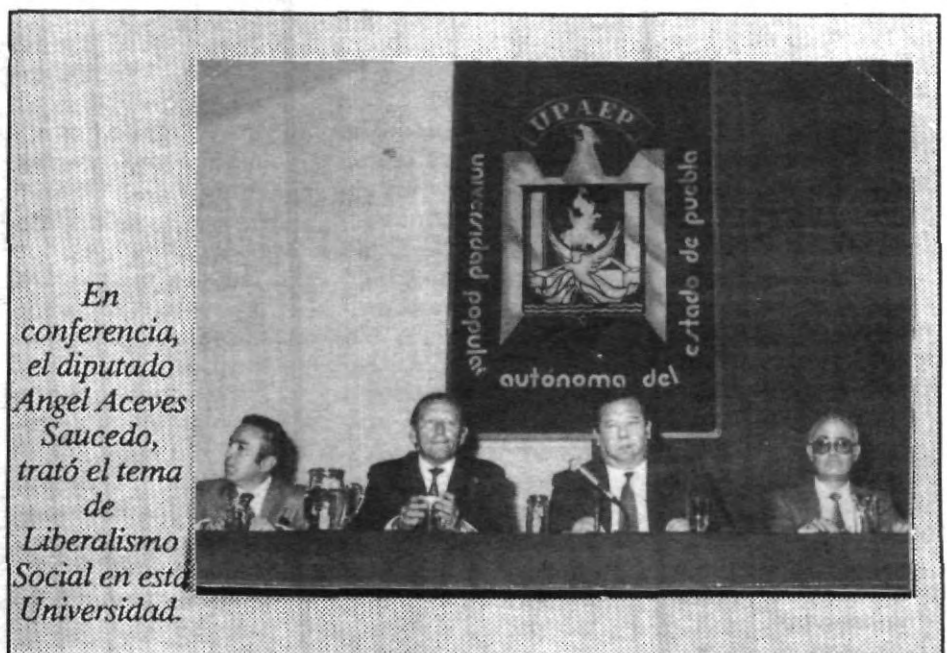 En
conferencia,
el diputado
Angel Aceves
Saucedo,
trató el tema
de
Liberalismo
Social en esta
Universidad.
UPAEP
universidad popular
autónoma del
estado de puebla